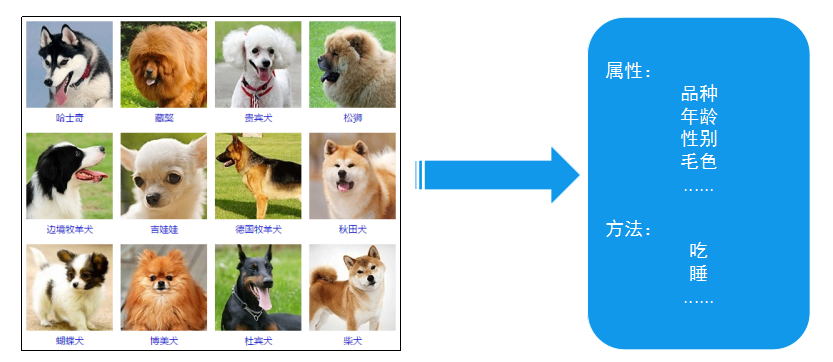 哈士奇
藏獒
贵宾犬
松狮
边境牧羊犬
吉娃娃
德国牧羊犬
秋田犬
蝴蝶犬
博美犬
杜宾犬
柴犬
属性：
品种
年龄
性别
毛色
……
方法：
吃
睡
……